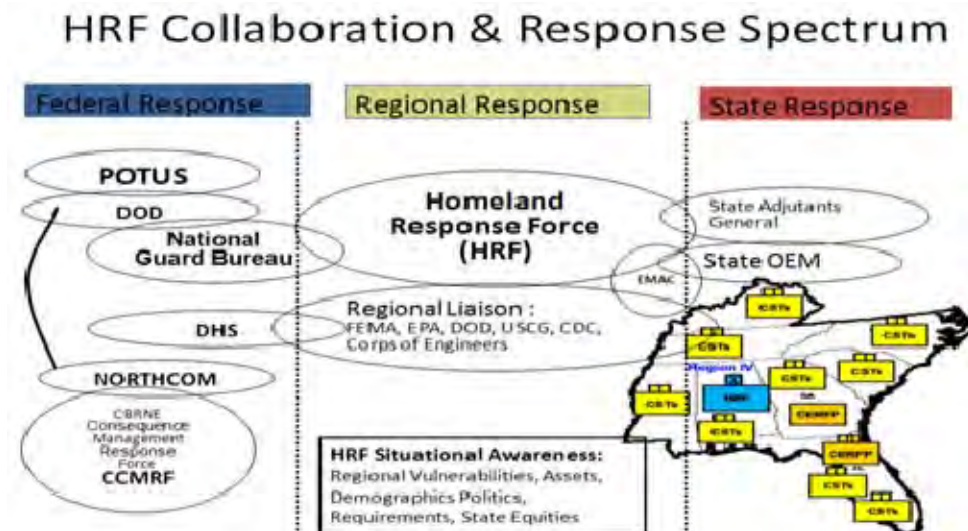 HRF Collaboration & Response Spectrum
Federal Response
Regional Response
State Response
POTUS
DOD
National
Guard Bureau
DHS
NORTHCOM
CBRNE
Consequence
Management
Response
Force
CCMRF
Homeland
Response Force
(HRF)
EMAC
Regional Liaison :
FEMA, EPA, DOD, USCG, CDC,
Corps of Engineers
HRF Situational Awareness:
Regional Vulnerabilities, Assets,
Demographics Politics,
Requirements, State Equities
State Adjutants
General
State OEM
CSTs
CSTs
CSTs
Region IV
CSTs
CSTs
CSTs
HRF
CERFP
CSTs
CERFP
CSTs
CSTs